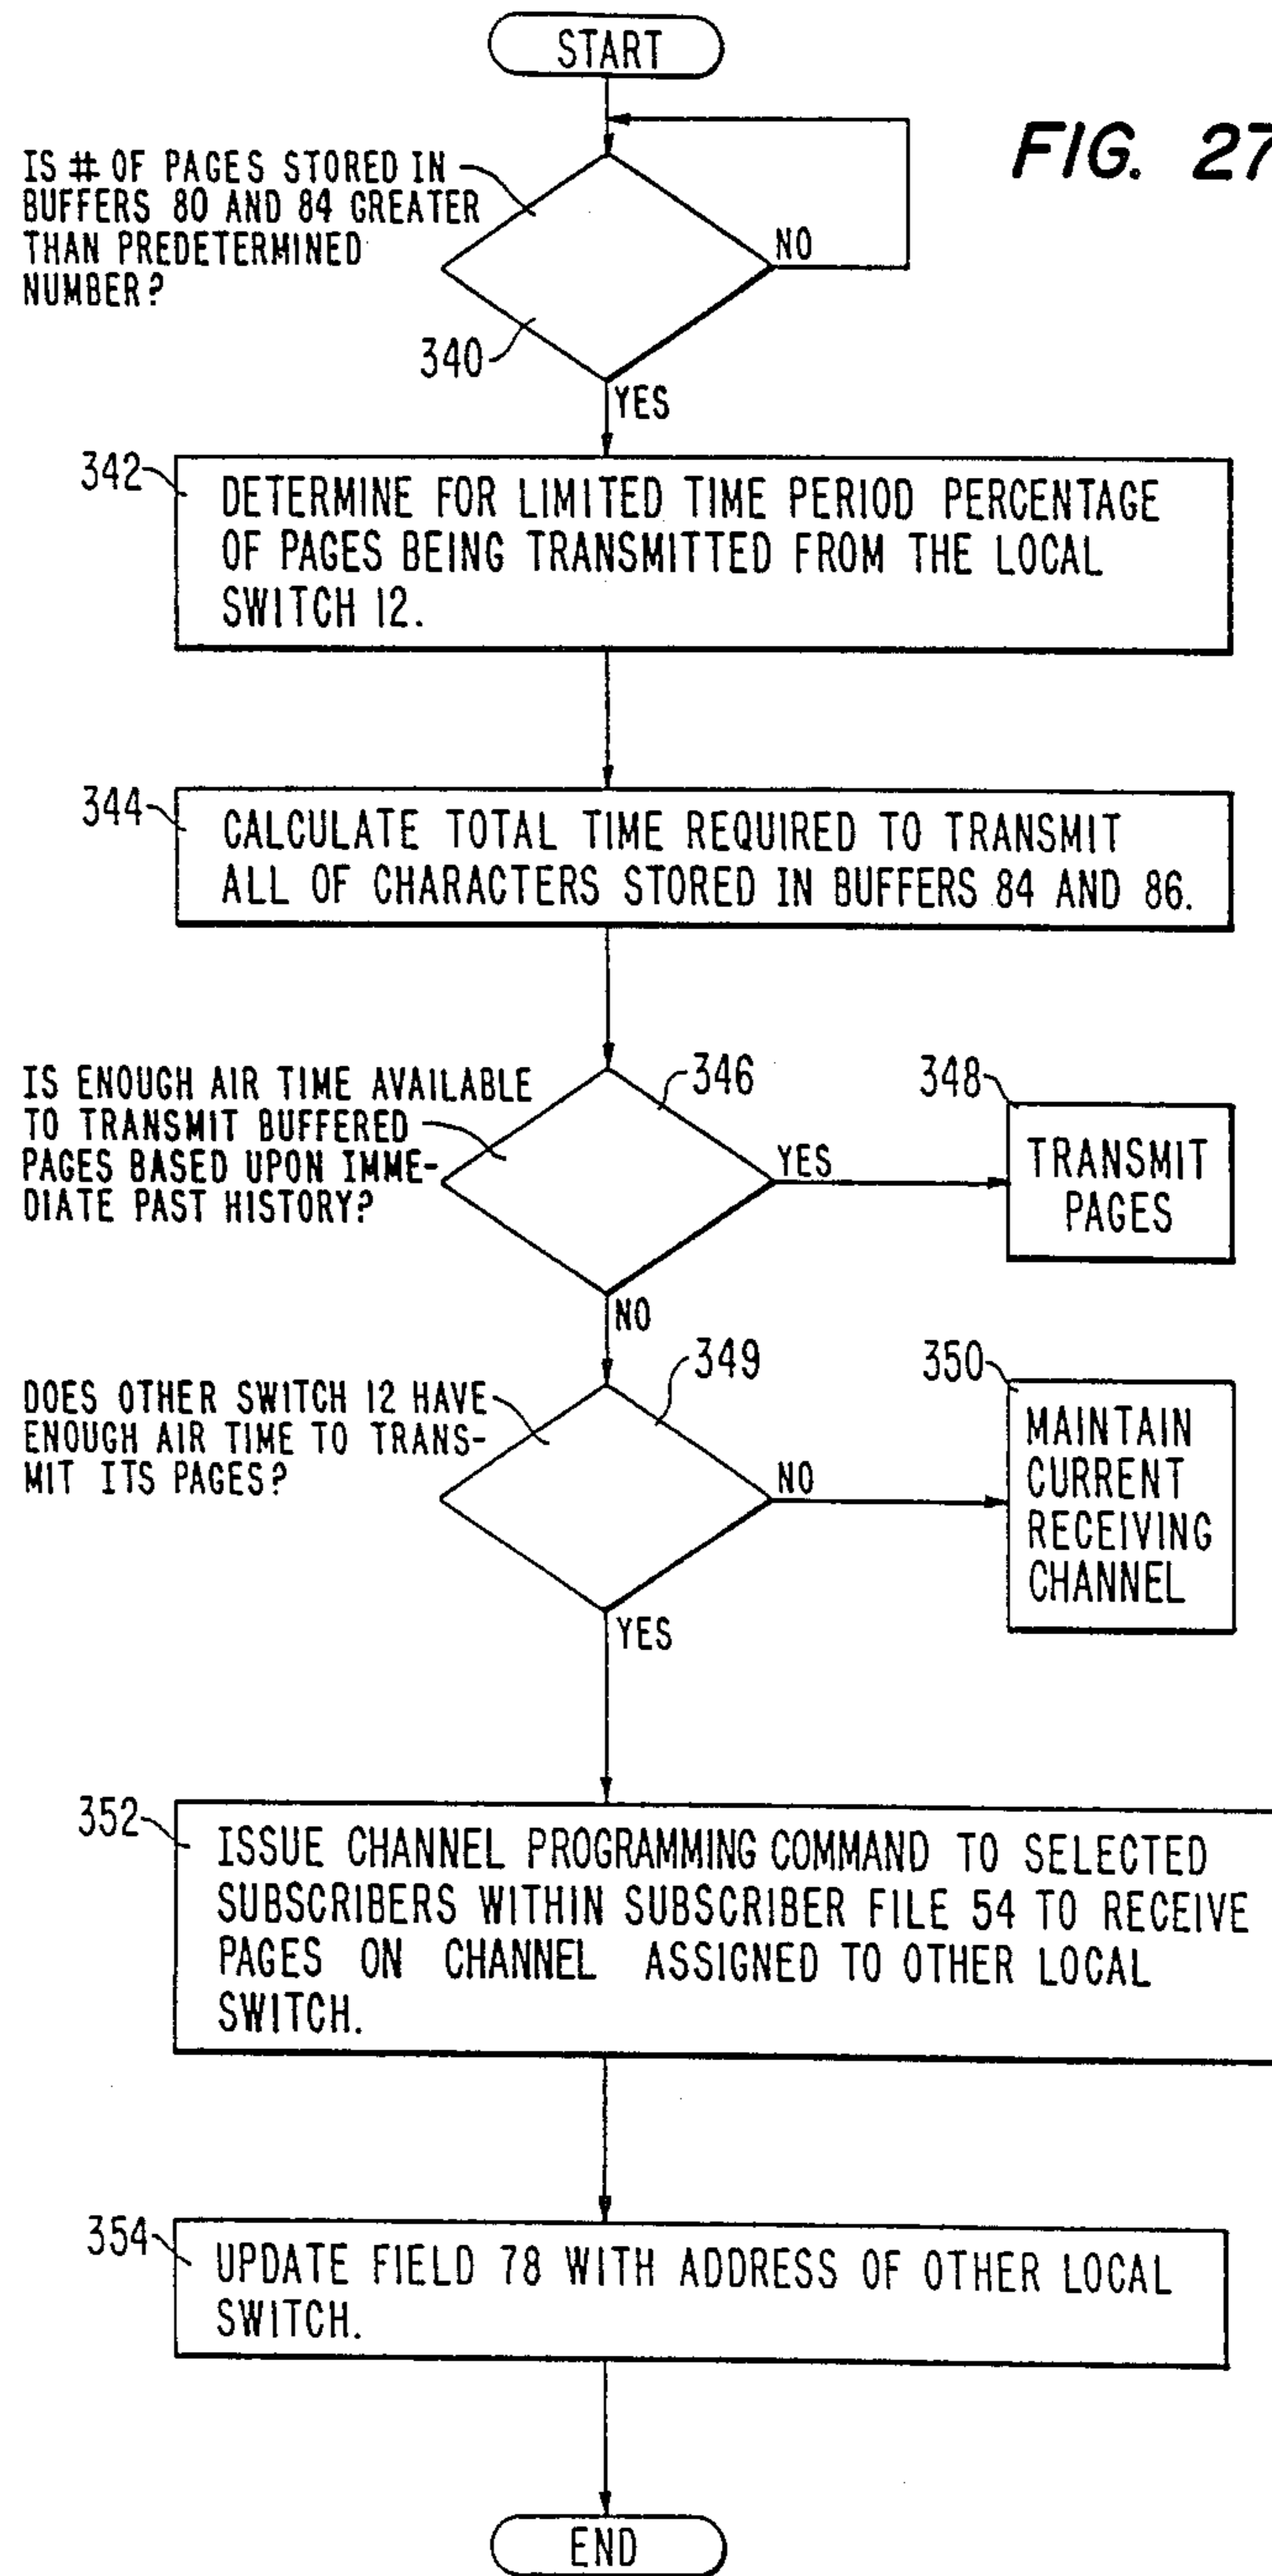 START
FIG. 27
IS # OF PAGES STORED IN
BUFFERS 80 AND 84 GREATER
THAN PREDETERMINED
NUMBER?
NO
340
YES
342
DETERMINE FOR LIMITED TIME PERIOD PERCENTAGE
OF PAGES BEING TRANSMITTED FROM THE LOCAL
SWITCH 12.
344
CALCULATE TOTAL TIME REQUIRED TO TRANSMIT
ALL OF CHARACTERS STORED IN BUFFERS 84 AND 86.
IS ENOUGH AIR TIME AVAILABLE
TO TRANSMIT BUFFERED
PAGES BASED UPON IMME-
DIATE PAST HISTORY?
346
YES
348
TRANSMIT
PAGES
NO
DOES OTHER SWITCH 12 HAVE
ENOUGH AIR TIME TO TRANS-
MIT ITS PAGES?
349
NO
350
MAINTAIN
CURRENT
RECEIVING
CHANNEL
YES
352
ISSUE CHANNEL PROGRAMMING COMMAND TO SELECTED
SUBSCRIBERS WITHIN SUBSCRIBER FILE 54 TO RECEIVE
PAGES ON CHANNEL ASSIGNED TO OTHER LOCAL
SWITCH.
354
UPDATE FIELD 78 WITH ADDRESS OF OTHER LOCAL
SWITCH.
END